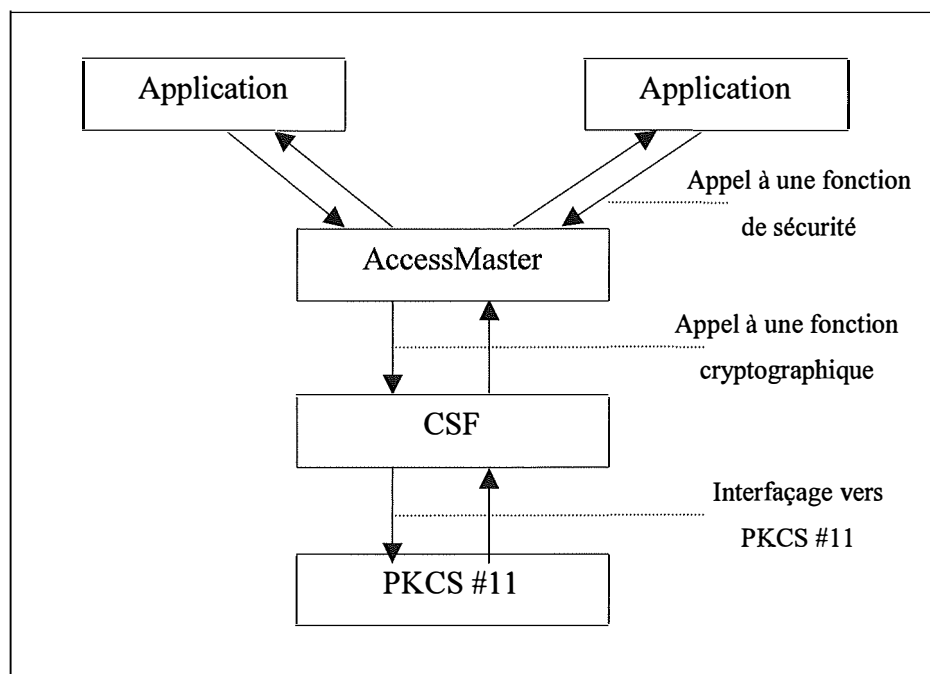 Application
Application
Appel à une fonction
de sécurité
AccessMaster
Appel à une fonction
cryptographique
CSF
Interfaçage vers
PKCS #11
PKCS #11